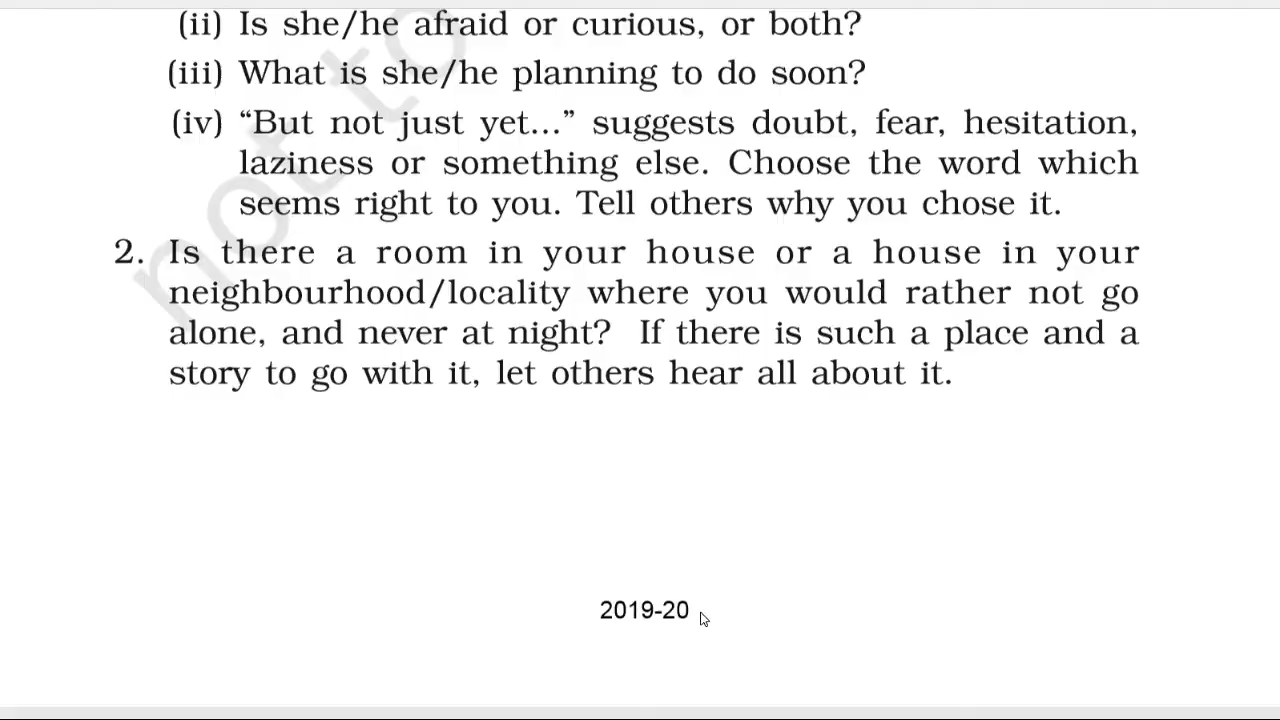 (ii) Is she/he afraid or curious, or both?
(iii) What is she/he planning to do soon?
(iv) “But not just yet...” suggests doubt, fear, hesitation,
laziness or something else. Choose the word which
seems right to you. Tell others why you chose it.
2. Is there a room in your house or a house in your
neighbourhood/locality where you would rather not go
alone, and never at night? If there is such a place and a
story to go with it, let others hear all about it.
not to
2019-20